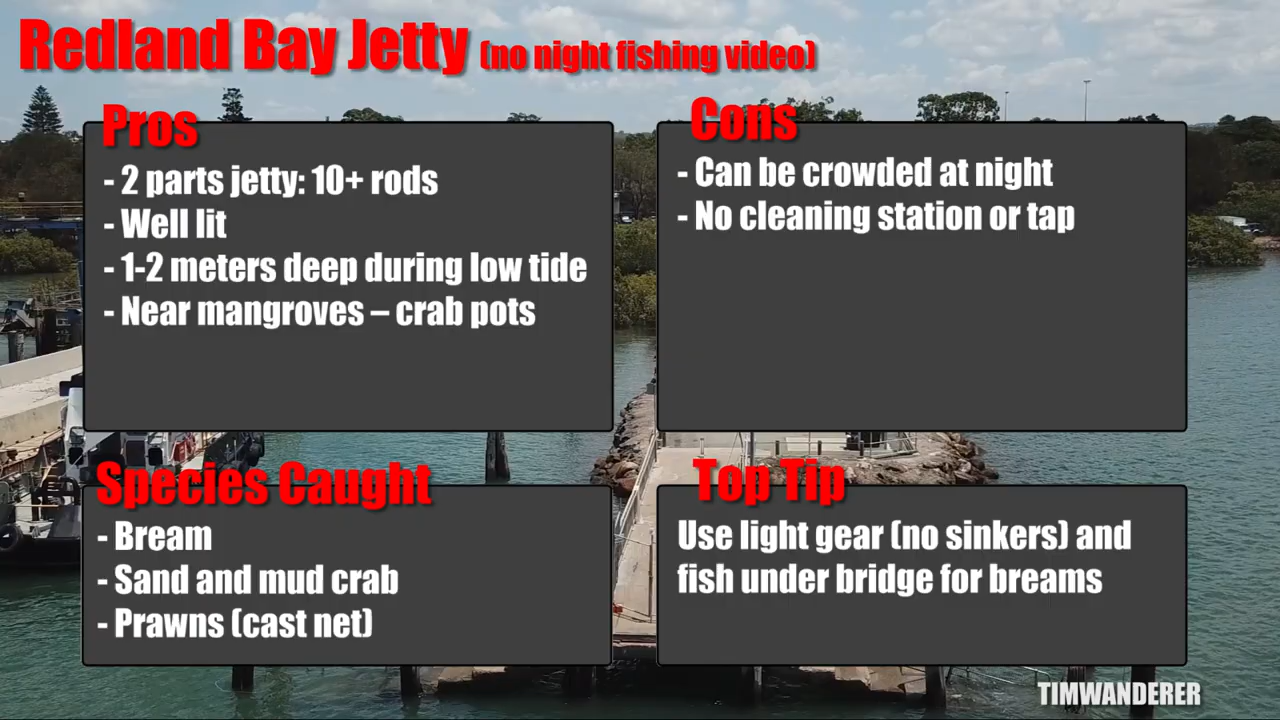 Redland Bay Jetty (no night fishing video)
Pros
- 2 parts jetty: 10+ rods
- Well lit
- 1-2 meters deep during low tide
- Near mangroves – crab pots
Cons
- Can be crowded at night
- No cleaning station or tap
Species Caught
- Bream
- Sand and mud crab
- Prawns (cast net)
Top Tip
Use light gear (no sinkers) and
fish under bridge for breams
TIMWANDERER